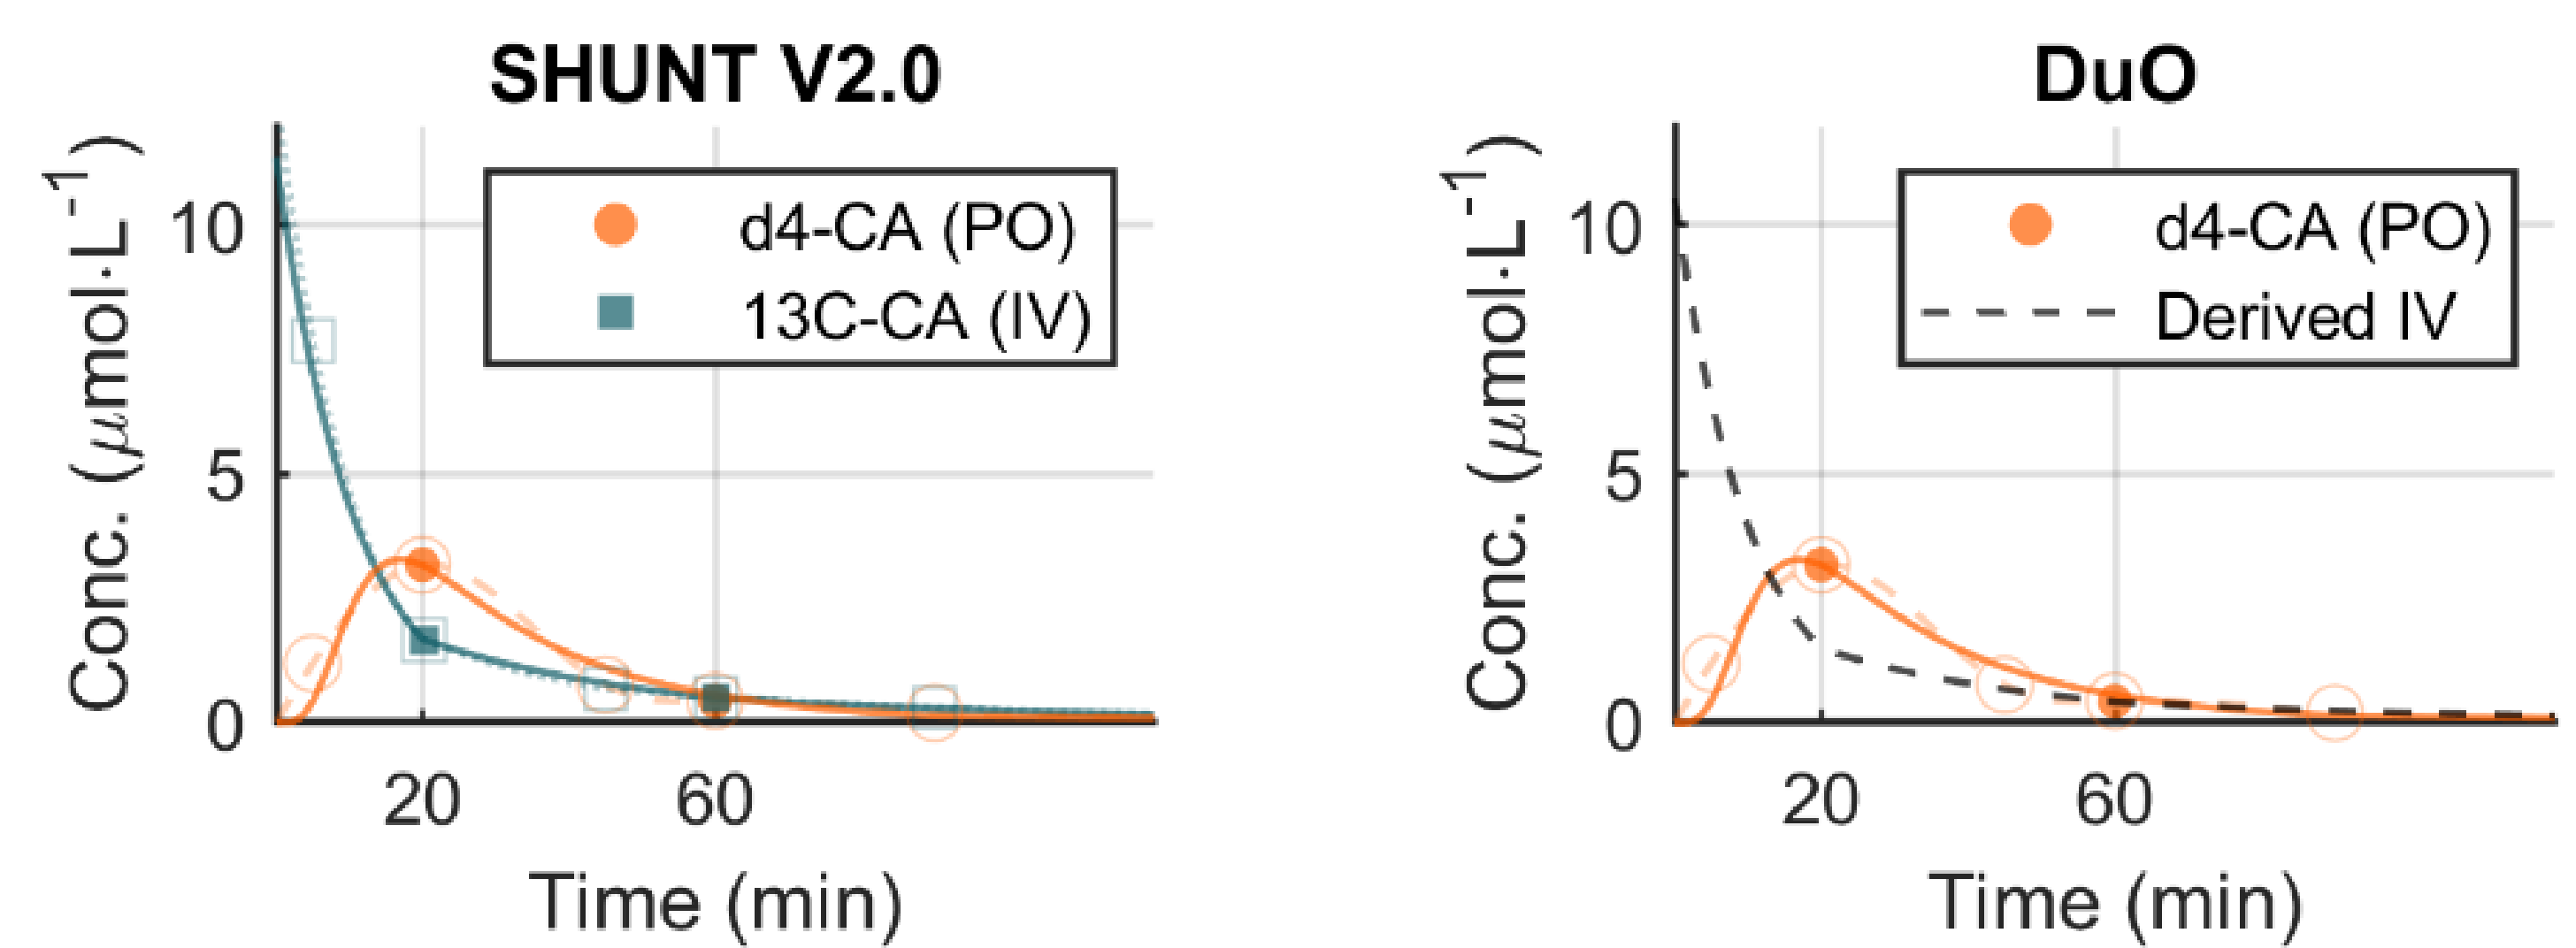 SHUNT V2.0
Conc. (μmol·L⁻¹)
10
5
0
d4-CA (PO)
13C-CA (IV)
20
60
Time (min)
DuO
Conc. (μmol·L⁻¹)
10
5
0
d4-CA (PO)
Derived IV
20
60
Time (min)